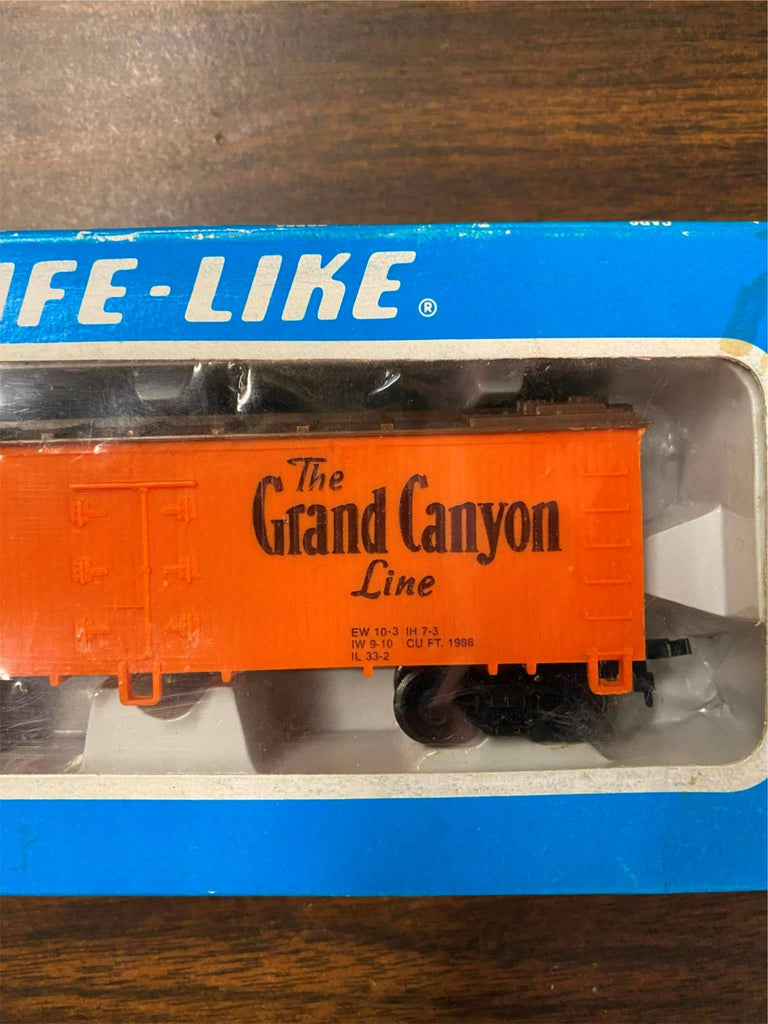 IFE-LIKE®
The
Grand Canyon
Line
EW 10-3 IH 7-3
IW 9-10 CU FT. 1986
IL 33-2